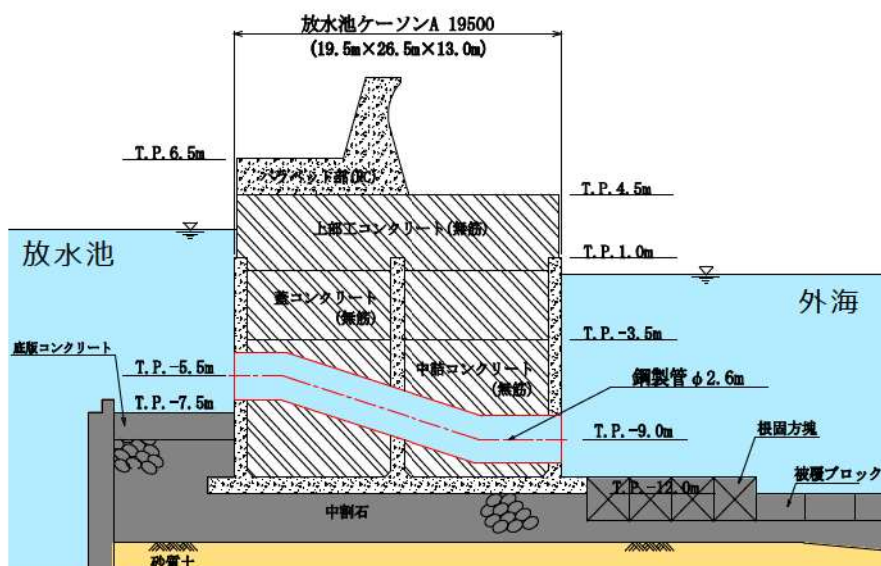 放水池ケーソンA 19500
(19.5m×26.5m×13.0m)
T.P.6.5m
パラペット部(RC)
T.P.4.5m
上部工コンクリート(無筋)
T.P.1.0m
放水池
外海
蓋コンクリート
(無筋)
T.P.-3.5m
底版コンクリート
T.P.-5.5m
中詰コンクリート
(無筋)
鋼製管φ2.6m
T.P.-7.5m
T.P.-9.0m
根固方塊
被覆ブロック
T.P.-12.0m
中割石
砂質土